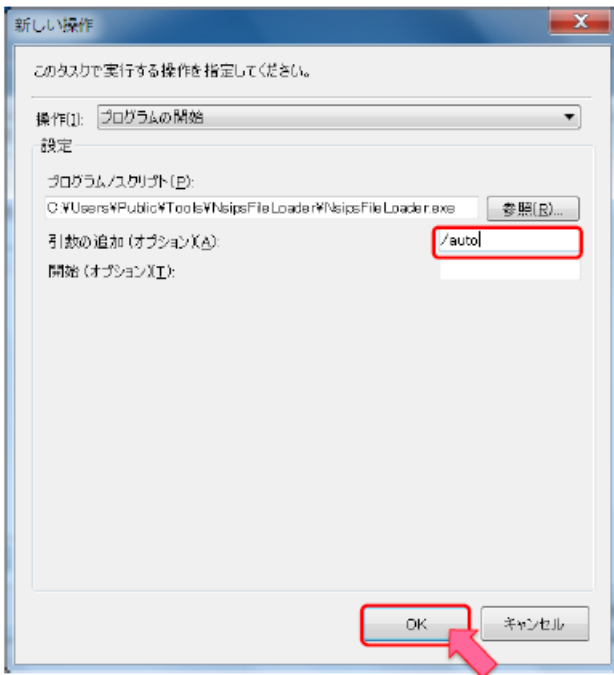 新しい操作
このタスクで実行する操作を指定してください。
操作(I): プログラムの開始
設定
プログラム/スクリプト(P):
C:¥Users¥Public¥Tools¥NsipsFileLoader¥NsipsFileLoader.exe 参照(R)...
引数の追加 (オプション)(A): /auto
開始 (オプション)(T):
OK キャンセル